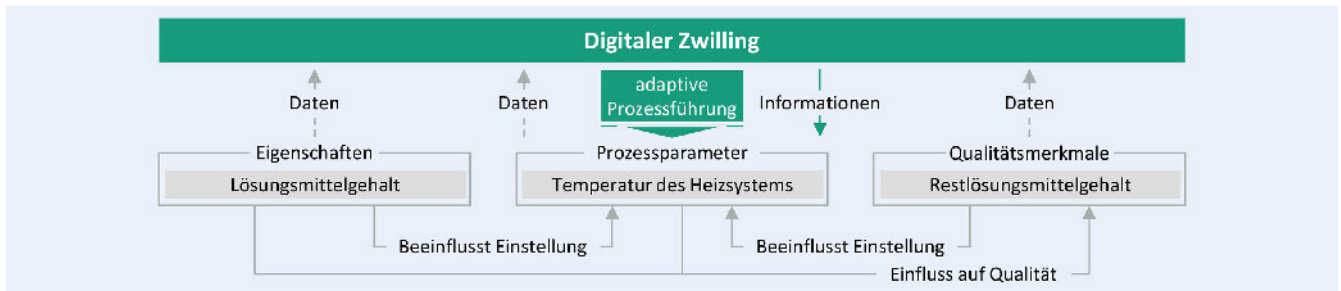 Digitaler Zwilling
Daten
Daten
adaptive
Prozessführung
Informationen
Daten
Eigenschaften
Prozessparameter
Qualitätsmerkmale
Lösungsmittelgehalt
Temperatur des Heizsystems
Restlösungsmittelgehalt
Beeinflusst Einstellung
Beeinflusst Einstellung
Einfluss auf Qualität